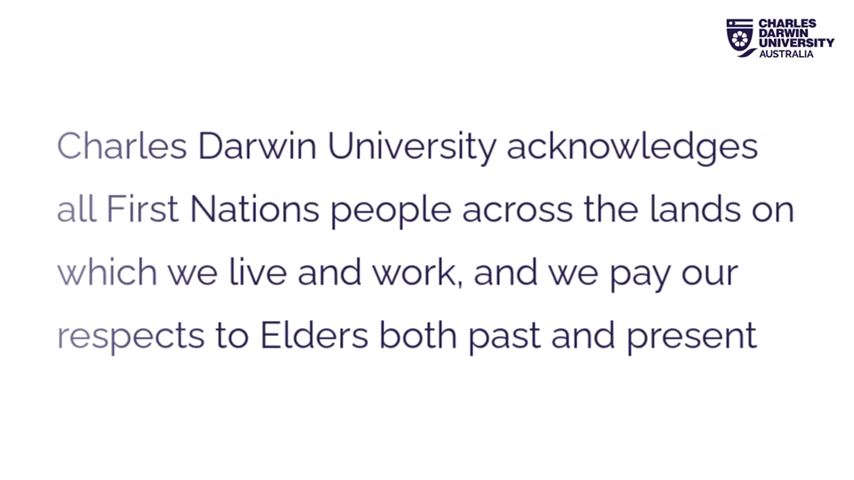 CHARLES
DARWIN
UNIVERSITY
AUSTRALIA
Charles Darwin University acknowledges
all First Nations people across the lands on
which we live and work, and we pay our
respects to Elders both past and present